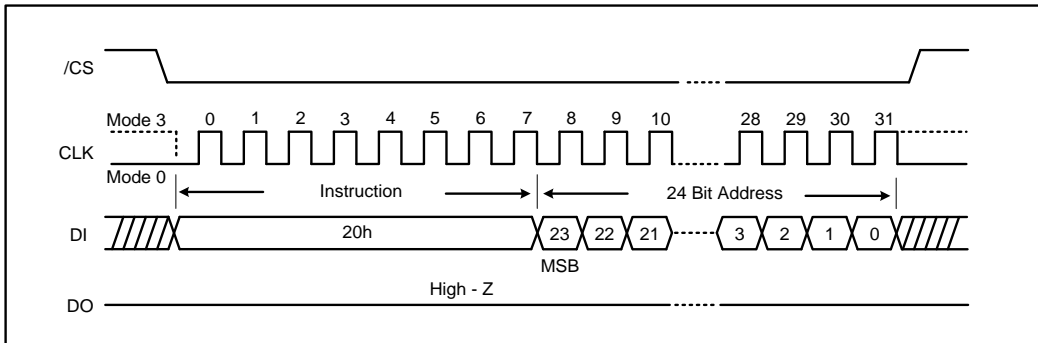 /CS
Mode 3 0 1 2 3 4 5 6 7 8 9 10 28 29 30 31
CLK
Mode 0
Instruction 24 Bit Address
DI 20h 23 22 21 3 2 1 0
MSB
High - Z
DO